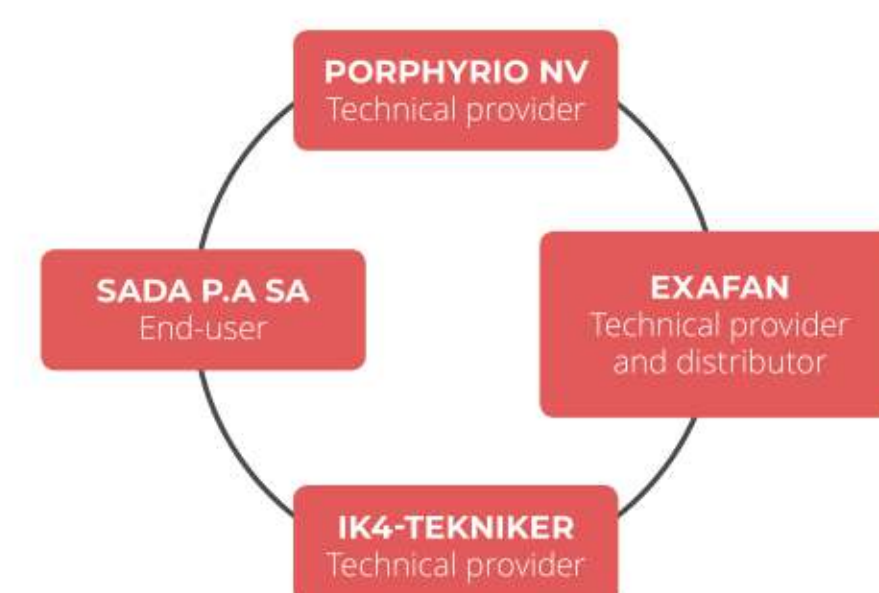 PORPHYRIO NV
Technical provider
SADA P.A SA
End-user
EXAFAN
Technical provider
and distributor
IK4-TEKNIKER
Technical provider